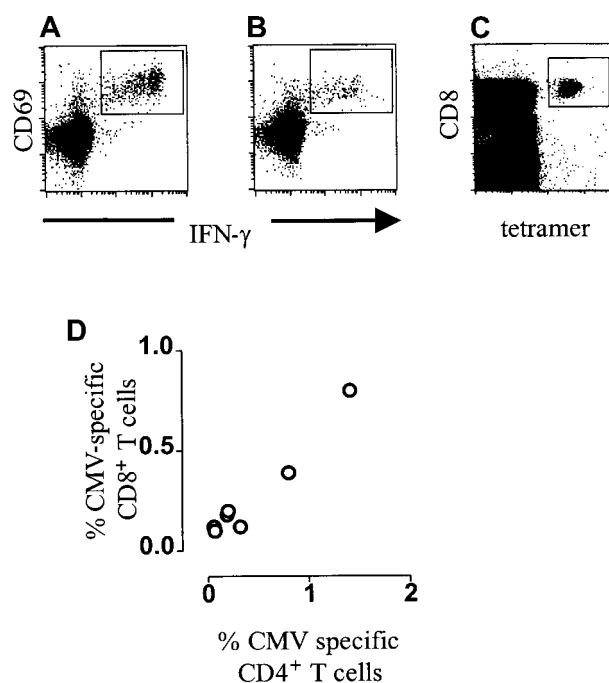 A
B
C
CD69
CD8
IFN-γ
tetramer
D
1.0
0.5
0.0
% CMV-specific
CD8⁺ T cells
0
1
2
% CMV specific
CD4⁺ T cells